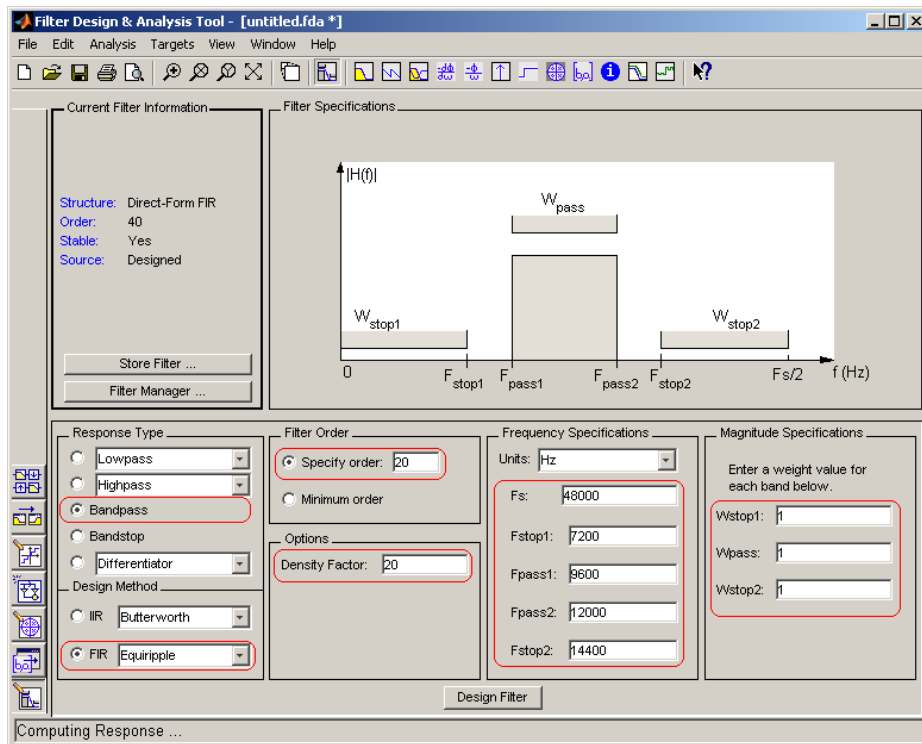 Filter Design & Analysis Tool - [untitled.fda *]
File Edit Analysis Targets View Window Help
Current Filter Information
Structure: Direct-Form FIR
Order: 40
Stable: Yes
Source: Designed
Store Filter ...
Filter Manager ...
Filter Specifications
|H(f)|
Wpass
Wstop1
Wstop2
0 Fstop1 Fpass1 Fpass2 Fstop2 Fs/2 f (Hz)
Response Type
Lowpass
Highpass
Bandpass
Bandstop
Differentiator
Design Method
IIR Butterworth
FIR Equiripple
Filter Order
Specify order: 20
Minimum order
Options
Density Factor: 20
Frequency Specifications
Units: Hz
Fs: 48000
Fstop1: 7200
Fpass1: 9600
Fpass2: 12000
Fstop2: 14400
Magnitude Specifications
Enter a weight value for
each band below.
Wstop1: 1
Wpass: 1
Wstop2: 1
Design Filter
Computing Response ...